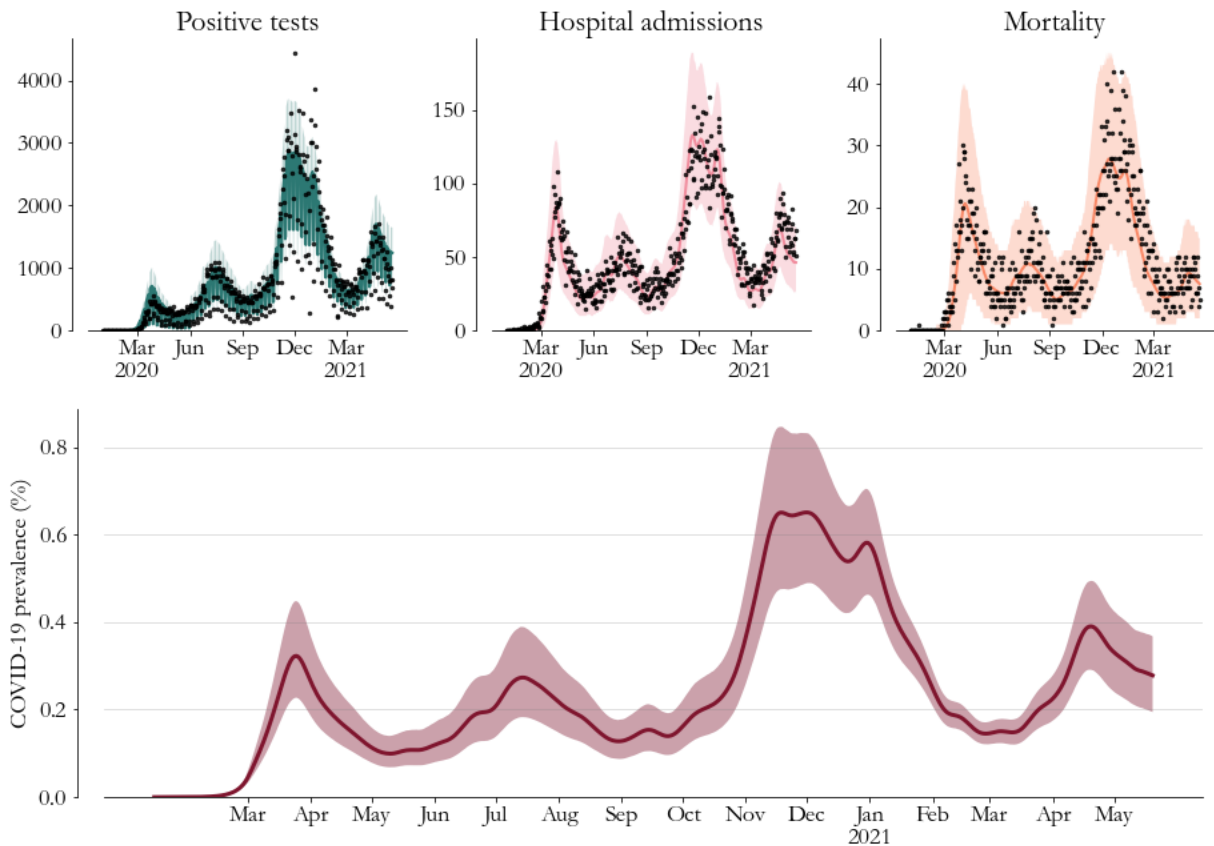 Positive tests
Hospital admissions
Mortality
4000
3000
2000
1000
0
Mar Jun Sep Dec Mar
2020 2021
150
100
50
0
Mar Jun Sep Dec Mar
2020 2021
40
30
20
10
0
Mar Jun Sep Dec Mar
2020 2021
COVID-19 prevalence (%)
0.8
0.6
0.4
0.2
0.0
Mar Apr May Jun Jul Aug Sep Oct Nov Dec Jan Feb Mar Apr May
2021